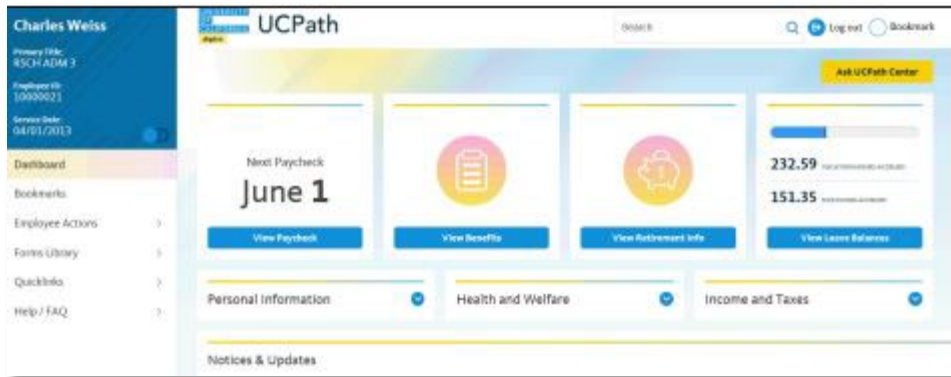 Charles Weiss
Primary Title:
RSCH ADM 3
Employee ID:
10000021
Service Date:
04/01/2013
Dashboard
Bookmarks
Employee Actions
Forms Library
Quicklinks
Help / FAQ
UCPath
Search
Log out
Bookmark
Ask UCPath Center
Next Paycheck
June 1
View Paycheck
View Benefits
View Retirement Info
232.59
151.35
View Leave Balances
Personal Information
Health and Welfare
Income and Taxes
Notices & Updates